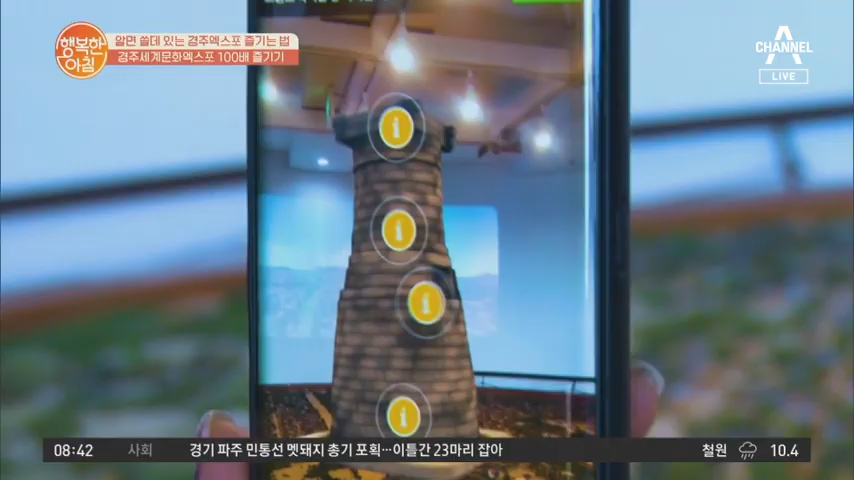 행복한
아침
알면 쓸데 있는 경주엑스포 즐기는 법
경주세계문화엑스포 100배 즐기기
CHANNEL
LIVE
i
i
i
i
08:42 사회 경기 파주 민통선 멧돼지 총기 포획…이틀간 23마리 잡아 철원 10.4